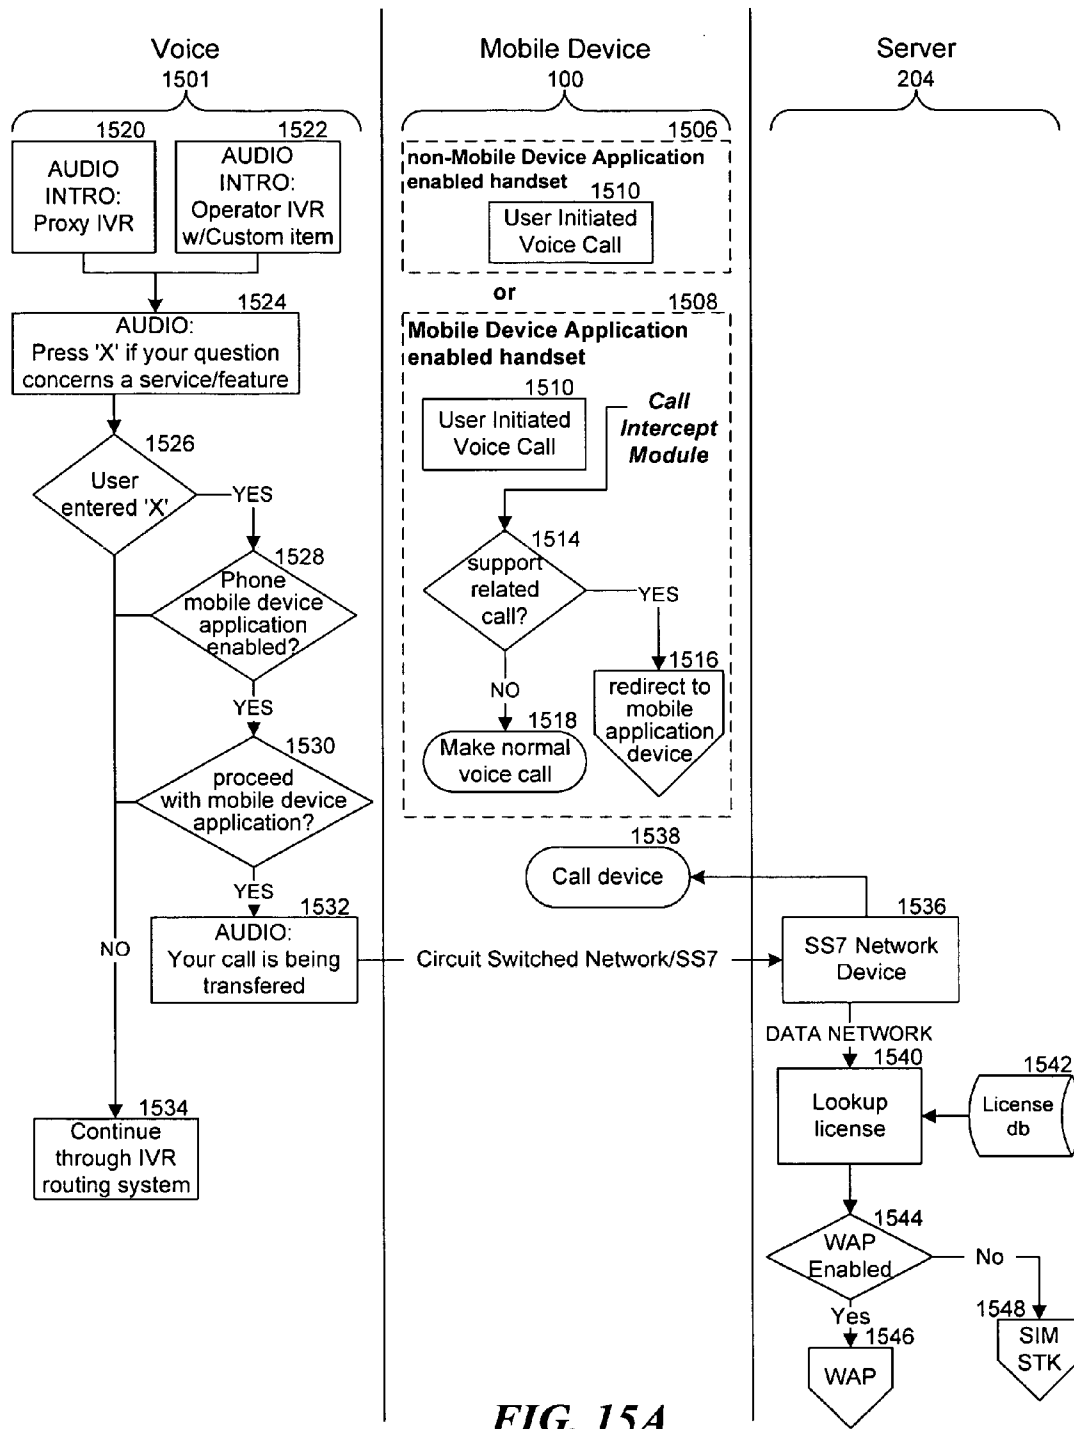 Voice
1501
Mobile Device
100
Server
204
1520
AUDIO
INTRO:
Proxy IVR
1522
AUDIO
INTRO:
Operator IVR
w/Custom item
1524
AUDIO:
Press 'X' if your question
concerns a service/feature
1526
User
entered 'X'
YES
1528
Phone
mobile device
application
enabled?
YES
1530
proceed
with mobile device
application?
YES
1532
AUDIO:
Your call is being
transfered
NO
1534
Continue
through IVR
routing system
1506
non-Mobile Device Application
enabled handset
1510
User Initiated
Voice Call
or
1508
Mobile Device Application
enabled handset
1510
User Initiated
Voice Call
Call
Intercept
Module
1514
support
related
call?
YES
NO
1516
redirect to
mobile
application
device
1518
Make normal
voice call
1538
Call device
Circuit Switched Network/SS7
1536
SS7 Network
Device
DATA NETWORK
1540
Lookup
license
1542
License
db
1544
WAP
Enabled
No
Yes
1546
WAP
1548
SIM
STK
FIG. 15A